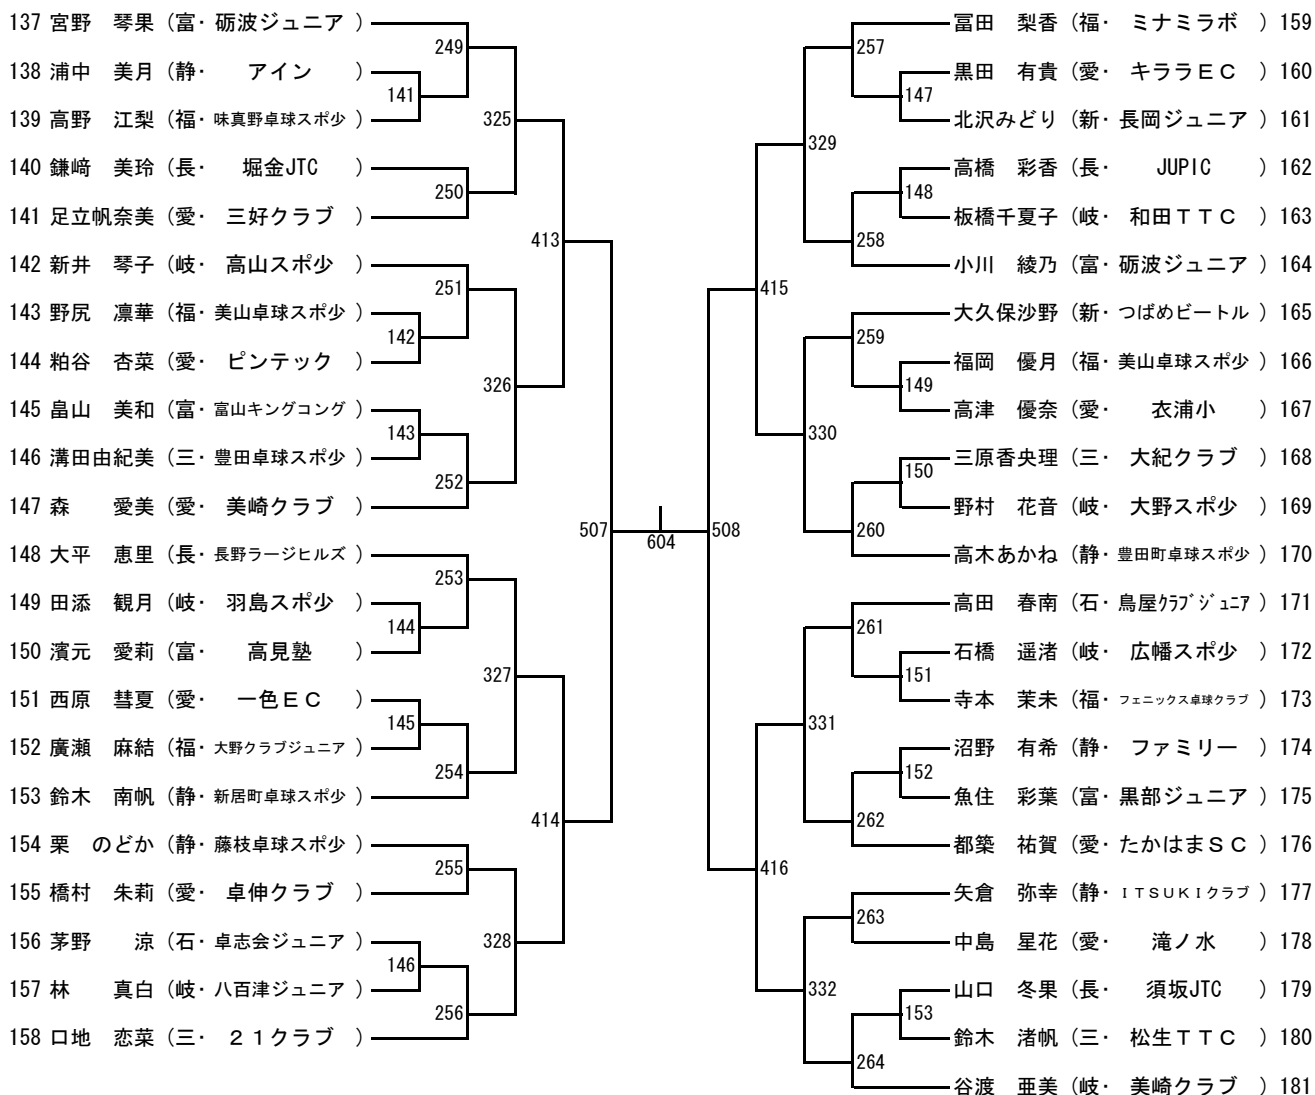 137 宮野　琴果（富・砺波ジュニア）
249
138 浦中　美月（静・　アイン　）
141
139 高野　江梨（福・味真野卓球スポ少）
325
140 鎌﨑　美玲（長・　堀金JTC　）
250
141 足立帆奈美（愛・三好クラブ）
413
142 新井　琴子（岐・高山スポ少）
251
143 野尻　凛華（福・美山卓球スポ少）
142
144 粕谷　杏菜（愛・ピンテック）
326
145 畠山　美和（富・富山キングコング）
143
146 溝田由紀美（三・豊田卓球スポ少）
252
147 森　　愛美（愛・美崎クラブ）
507
148 大平　恵里（長・長野ラージヒルズ）
253
149 田添　観月（岐・羽島スポ少）
144
150 濱元　愛莉（富・　高見塾　）
327
151 西原　彗夏（愛・一色ＥＣ）
145
152 廣瀬　麻結（福・大野クラブジュニア）
254
153 鈴木　南帆（静・新居町卓球スポ少）
414
154 栗　のどか（静・藤枝卓球スポ少）
255
155 橋村　朱莉（愛・卓伸クラブ）
328
156 茅野　　涼（石・卓志会ジュニア）
146
157 林　　真白（岐・八百津ジュニア）
256
158 口地　恋菜（三・２１クラブ）
604
冨田　梨香（福・ミナミラボ）159
257
黒田　有貴（愛・キララＥＣ）160
147
北沢みどり（新・長岡ジュニア）161
329
高橋　彩香（長・　JUPIC　）162
148
板橋千夏子（岐・和田ＴＴＣ）163
258
小川　綾乃（富・砺波ジュニア）164
415
大久保沙野（新・つばめビートル）165
259
福岡　優月（福・美山卓球スポ少）166
149
高津　優奈（愛・　衣浦小　）167
330
三原香央理（三・大紀クラブ）168
150
野村　花音（岐・大野スポ少）169
260
508
高木あかね（静・豊田町卓球スポ少）170
高田　春南（石・鳥屋ｸﾗﾌﾞｼﾞｭﾆｱ）171
261
石橋　遥渚（岐・広幡スポ少）172
151
寺本　茉未（福・フェニックス卓球クラブ）173
331
沼野　有希（静・ファミリー）174
152
魚住　彩葉（富・黒部ジュニア）175
262
都築　祐賀（愛・たかはまＳＣ）176
416
矢倉　弥幸（静・ＩＴＳＵＫＩクラブ）177
263
中島　星花（愛・　滝ノ水　）178
332
山口　冬果（長・　須坂JTC　）179
153
鈴木　渚帆（三・松生ＴＴＣ）180
264
谷渡　亜美（岐・美崎クラブ）181